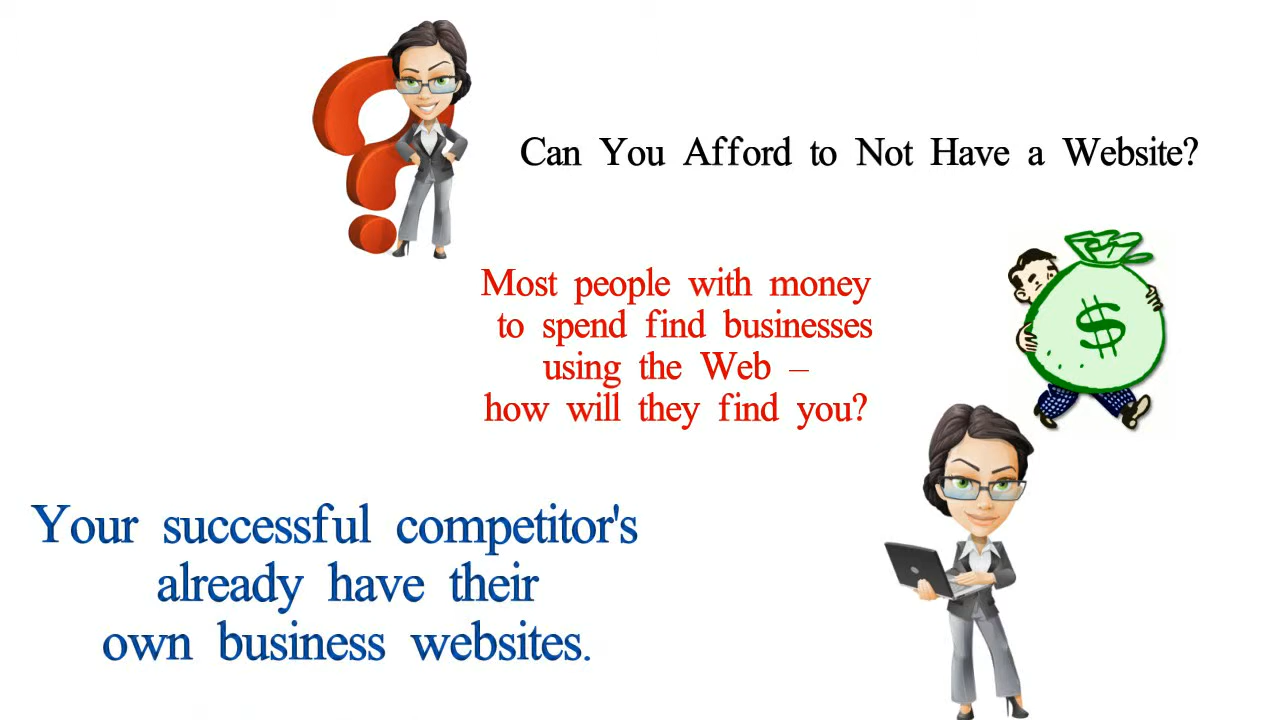 Can You Afford to Not Have a Website?
Most people with money
to spend find businesses
using the Web –
how will they find you?
$
Your successful competitor's
already have their
own business websites.